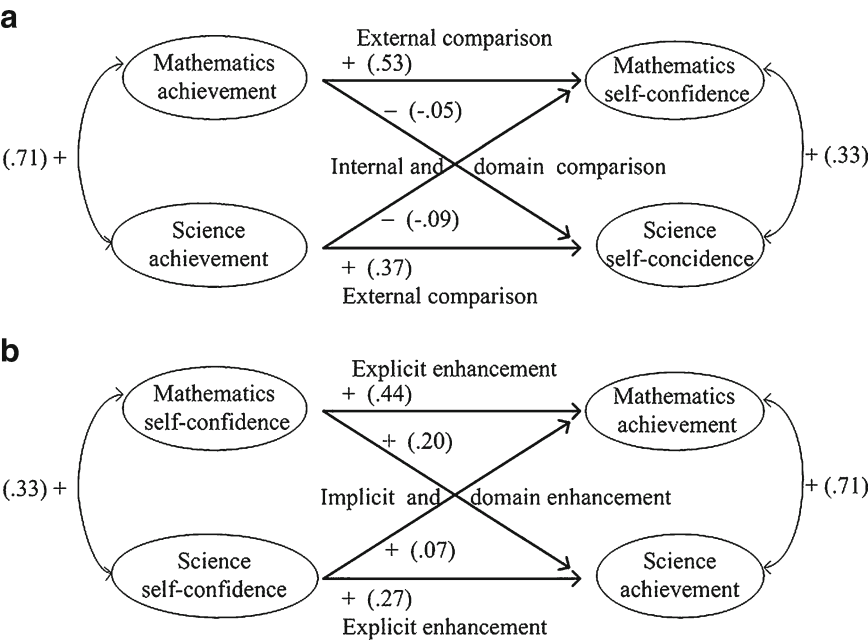 a
External comparison
+ (.53)
Mathematics
achievement
Mathematics
self-confidence
− (-.05)
(.71) +
Internal and domain comparison
+ (.33)
− (-.09)
Science
achievement
Science
self-concidence
+ (.37)
External comparison
b
Explicit enhancement
+ (.44)
Mathematics
self-confidence
Mathematics
achievement
+ (.20)
(.33) +
Implicit and domain enhancement
+ (.71)
+ (.07)
Science
self-confidence
Science
achievement
+ (.27)
Explicit enhancement